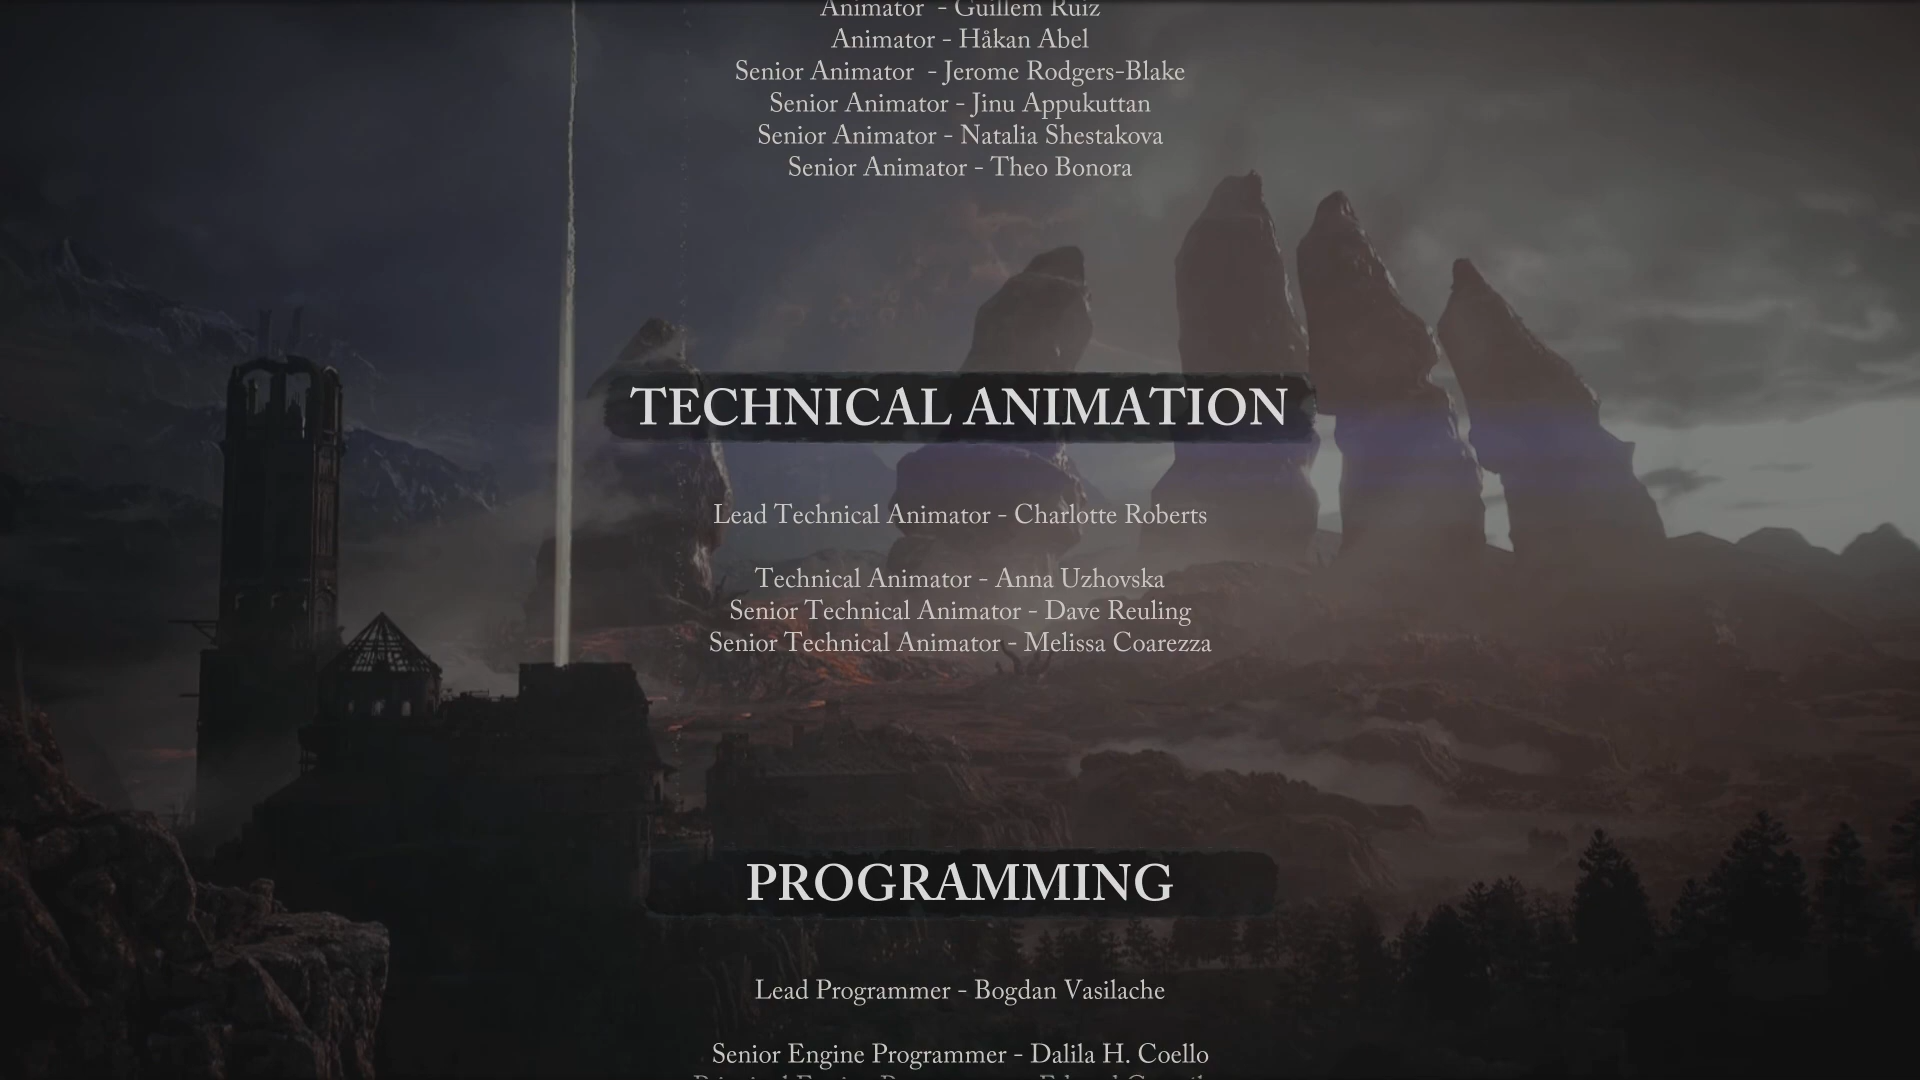 Animator  - Guillem Ruiz
Animator - Håkan Abel
Senior Animator  - Jerome Rodgers-Blake
Senior Animator - Jinu Appukuttan
Senior Animator - Natalia Shestakova
Senior Animator - Theo Bonora
TECHNICAL ANIMATION
Lead Technical Animator - Charlotte Roberts
Technical Animator - Anna Uzhovska
Senior Technical Animator - Dave Reuling
Senior Technical Animator - Melissa Coarezza
PROGRAMMING
Lead Programmer - Bogdan Vasilache
Senior Engine Programmer - Dalila H. Coello